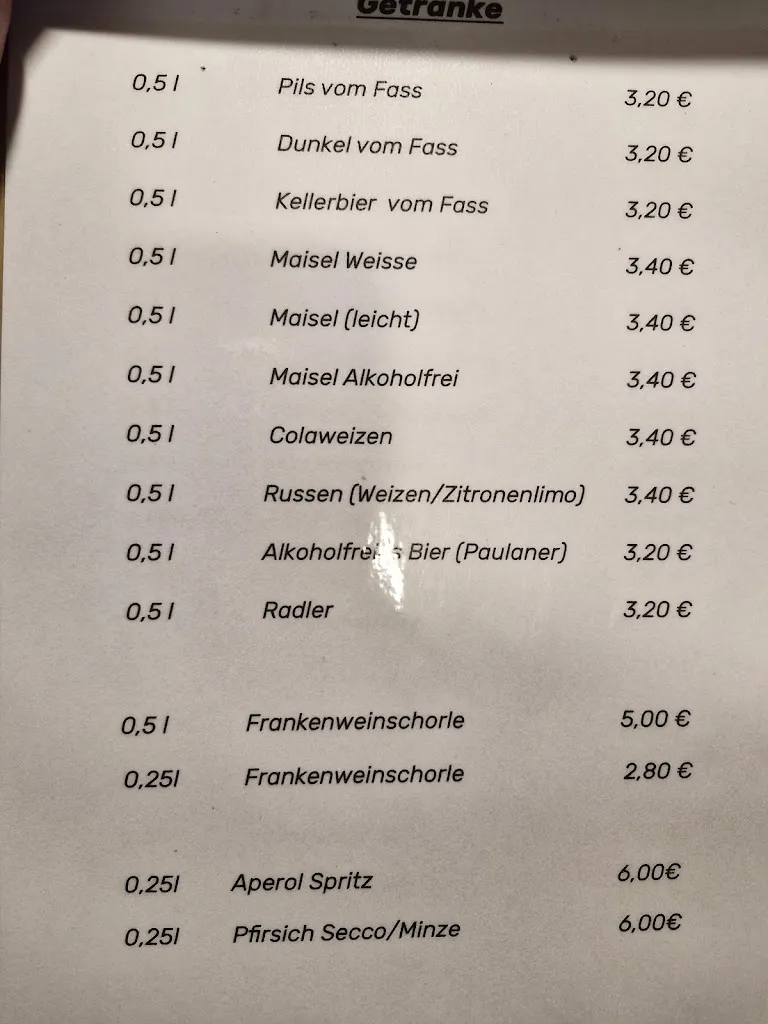 Getränke
0,5 l Pils vom Fass 3,20 €
0,5 l Dunkel vom Fass 3,20 €
0,5 l Kellerbier vom Fass 3,20 €
0,5 l Maisel Weisse 3,40 €
0,5 l Maisel (leicht) 3,40 €
0,5 l Maisel Alkoholfrei 3,40 €
0,5 l Colaweizen 3,40 €
0,5 l Russen (Weizen/Zitronenlimo) 3,40 €
0,5 l Alkoholfreies Bier (Paulaner) 3,20 €
0,5 l Radler 3,20 €
0,5 l Frankenweinschorle 5,00 €
0,25l Frankenweinschorle 2,80 €
0,25l Aperol Spritz 6,00€
0,25l Pfirsich Secco/Minze 6,00€